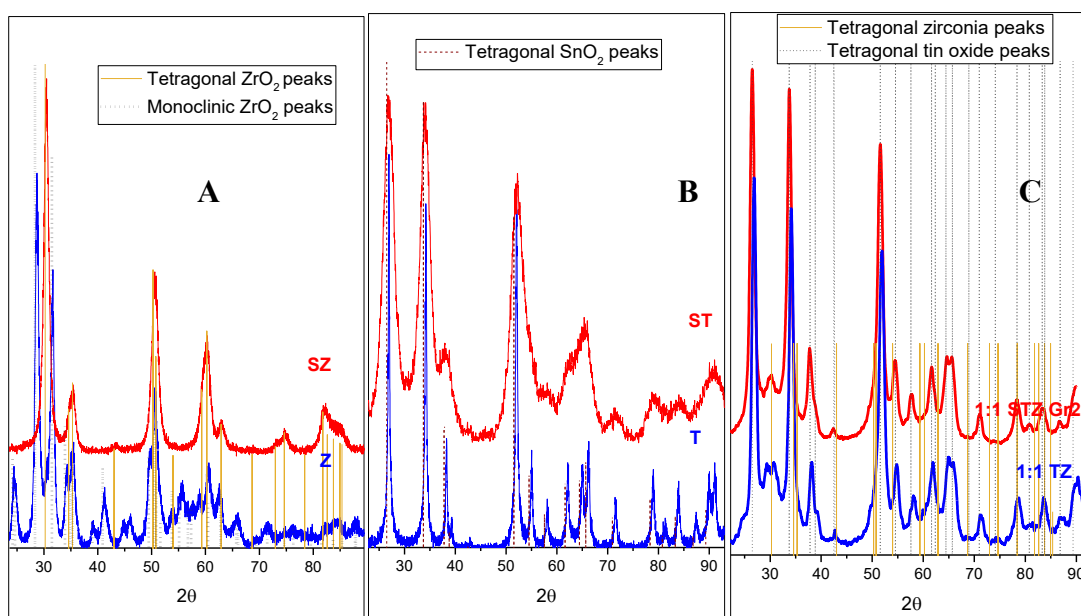 Tetragonal ZrO₂ peaks
Monoclinic ZrO₂ peaks
A
SZ
Z
30 40 50 60 70 80
2θ
Tetragonal SnO₂ peaks
B
ST
T
30 40 50 60 70 80 90
2θ
Tetragonal zirconia peaks
Tetragonal tin oxide peaks
C
1:1 STZ Gr2
1:1 TZ
30 40 50 60 70 80 90
2θ